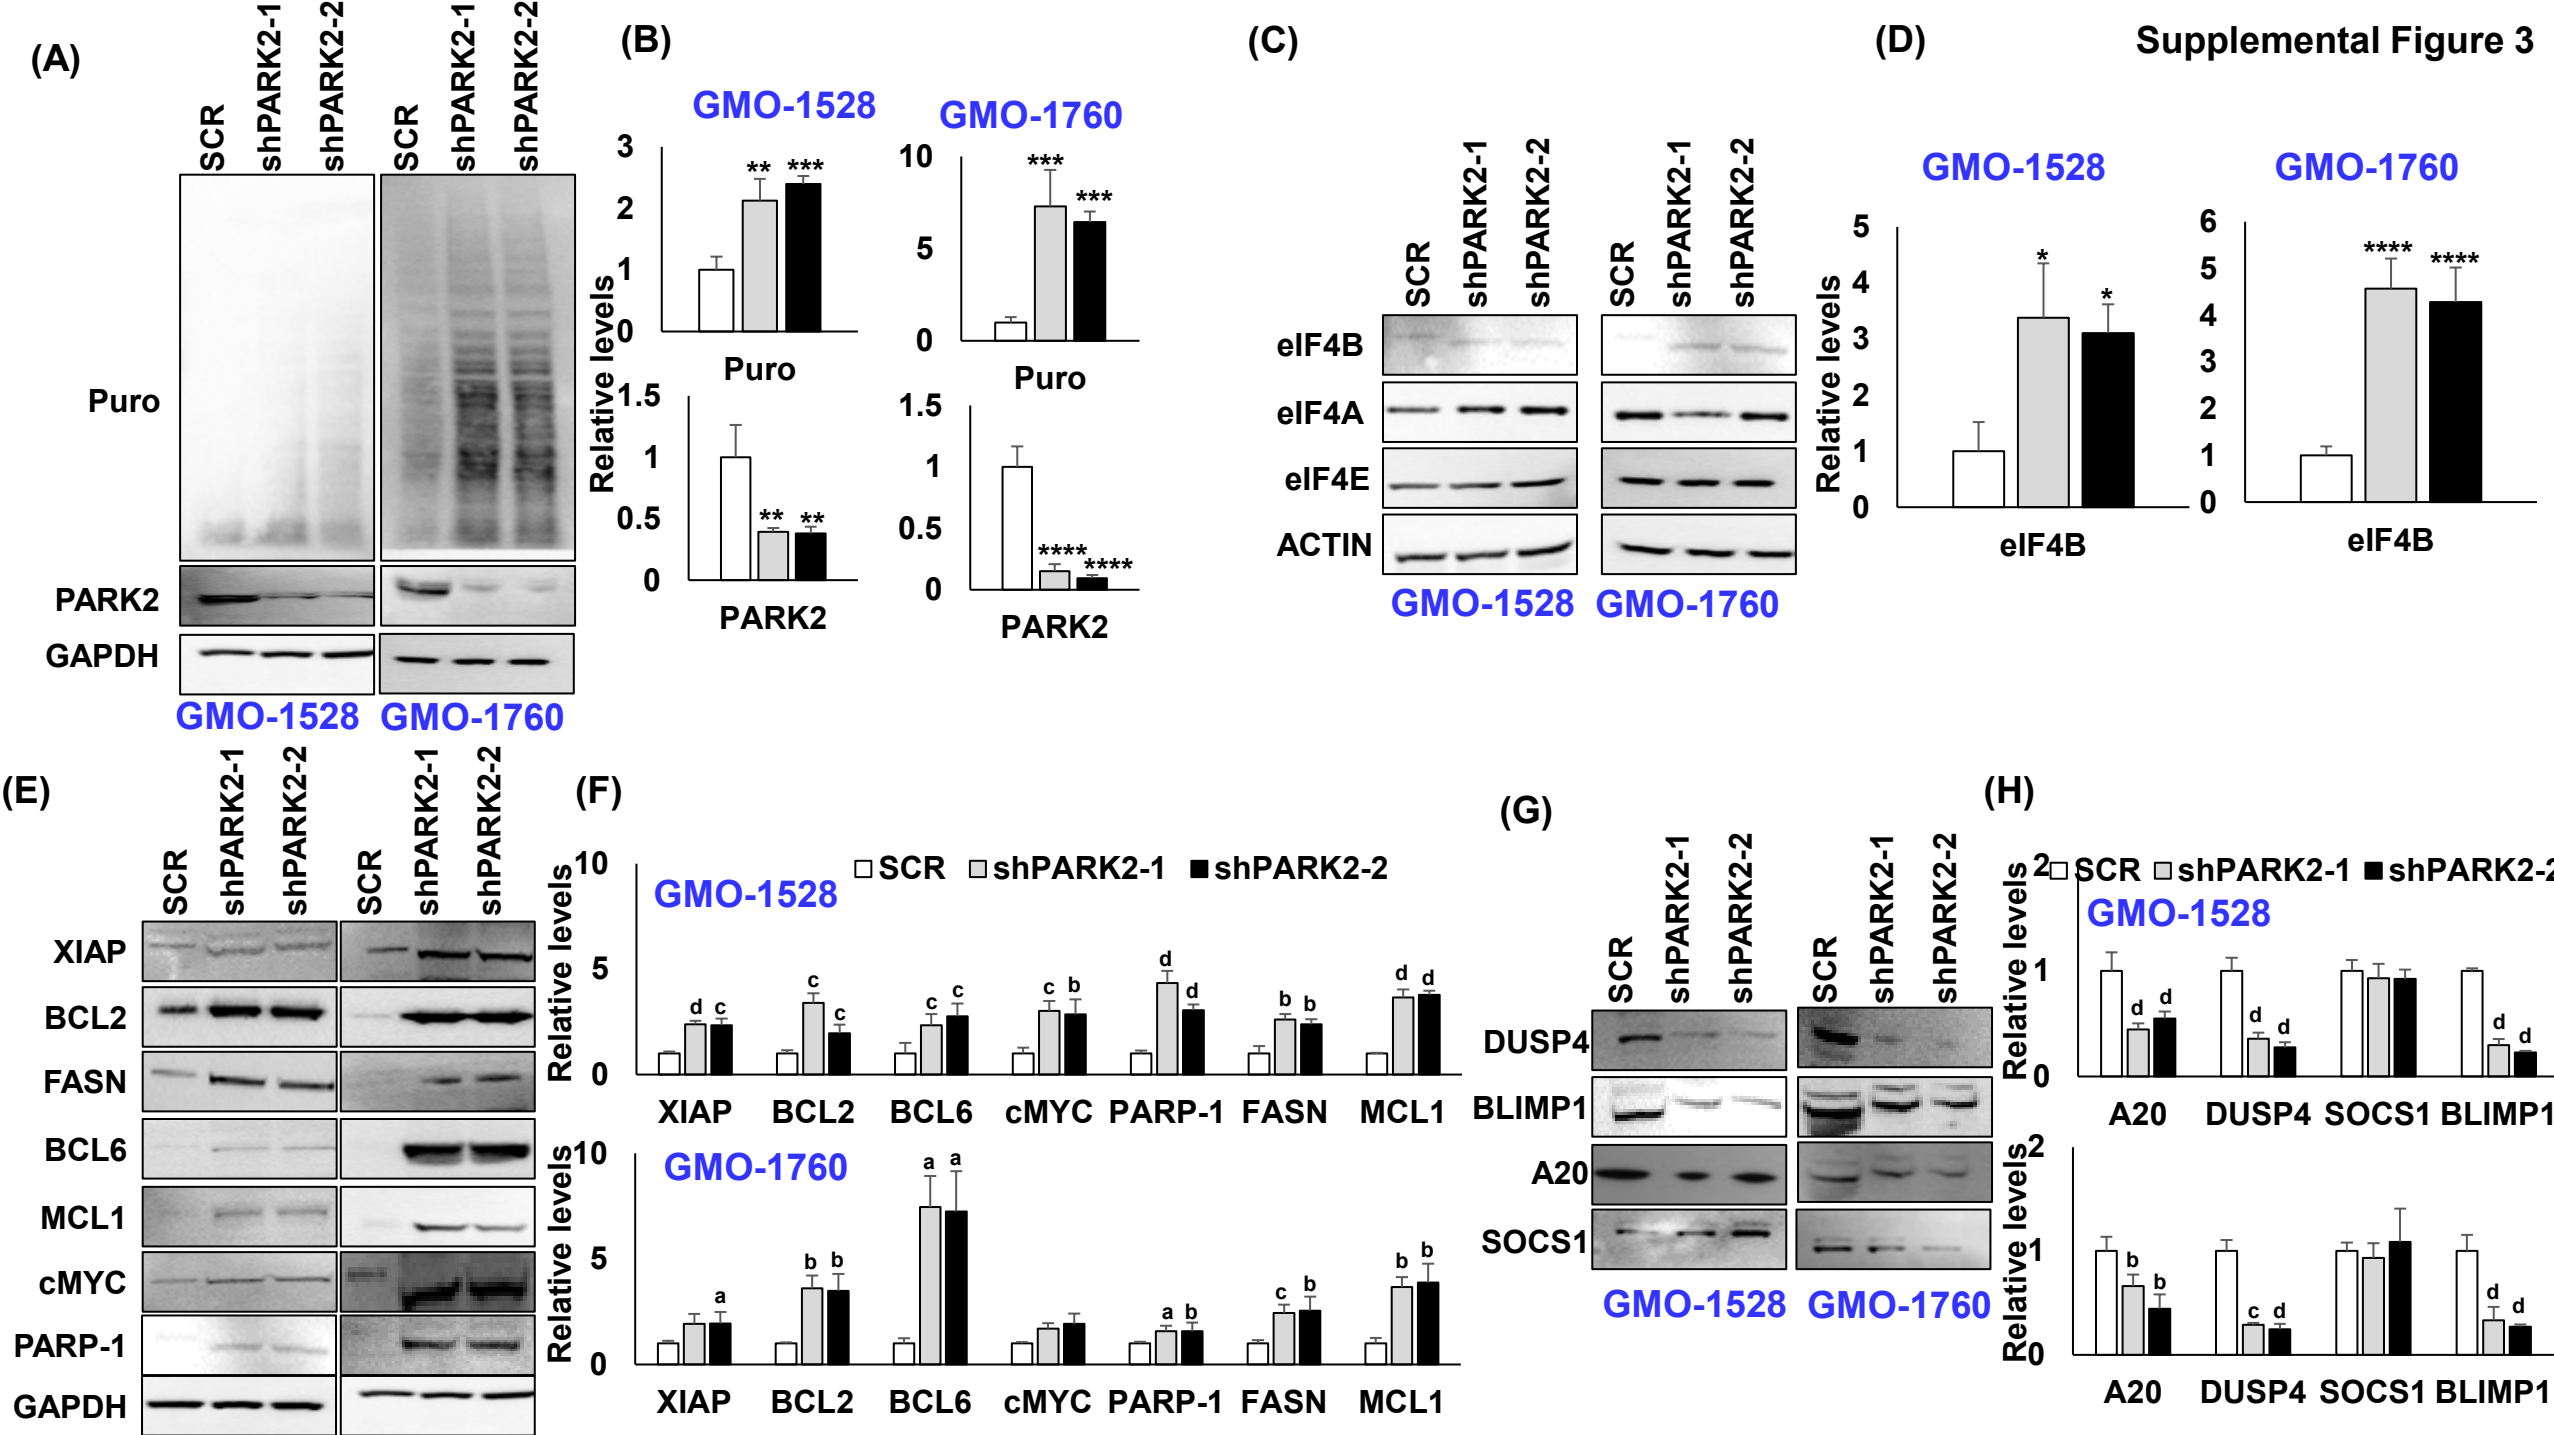 Supplemental Figure 3
(A)
SCR
shPARK2-1
shPARK2-2
SCR
shPARK2-1
shPARK2-2
Puro
PARK2
GAPDH
GMO-1528
GMO-1760
(B)
Relative levels
GMO-1528
3
2
1
0
**
***
Puro
GMO-1760
10
5
0
***
***
Puro
1.5
1
0.5
0
**
**
PARK2
1.5
1
0.5
0
****
****
PARK2
(C)
SCR
shPARK2-1
shPARK2-2
SCR
shPARK2-1
shPARK2-2
eIF4B
eIF4A
eIF4E
ACTIN
GMO-1528
GMO-1760
(D)
Relative levels
GMO-1528
5
4
3
2
1
0
*
*
eIF4B
GMO-1760
6
5
4
3
2
1
0
****
****
eIF4B
(E)
SCR
shPARK2-1
shPARK2-2
SCR
shPARK2-1
shPARK2-2
XIAP
BCL2
FASN
BCL6
MCL1
cMYC
PARP-1
GAPDH
(F)
SCR shPARK2-1 shPARK2-2
GMO-1528
Relative levels
10
5
0
d c c c c c c b d d b b d d
XIAP BCL2 BCL6 cMYC PARP-1 FASN MCL1
GMO-1760
Relative levels
10
5
0
a b b a a a b c b b b
XIAP BCL2 BCL6 cMYC PARP-1 FASN MCL1
(G)
SCR
shPARK2-1
shPARK2-2
SCR
shPARK2-1
shPARK2-2
DUSP4
BLIMP1
A20
SOCS1
GMO-1528
GMO-1760
(H)
SCR shPARK2-1 shPARK2-2
GMO-1528
Relative levels
2
1
0
d d d d d d
A20 DUSP4 SOCS1 BLIMP1
Relative levels
2
1
0
b b c d d d
A20 DUSP4 SOCS1 BLIMP1